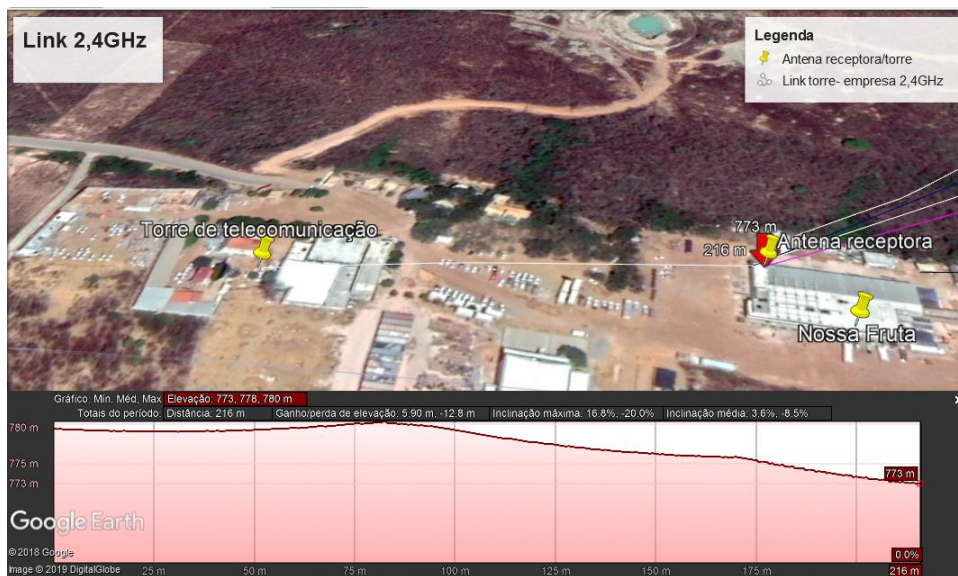 Link 2,4GHz
Legenda
Antena receptora/torre
Link torre- empresa 2,4GHz
Torre de telecomunicação
773 m
216 m
Antena receptora
Nossa Fruta
Gráfico: Mín, Méd, Máx Elevação: 773, 778, 780 m
Totais do período: Distância: 216 m Ganho/perda de elevação: 5.90 m, -12.8 m Inclinação máxima: 16.8%, -20.0% Inclinação média: 3.6%, -8.5%
780 m
775 m
773 m
773 m
Google Earth
© 2018 Google
0.0%
Image © 2019 DigitalGlobe
25 m 50 m 75 m 100 m 125 m 150 m 175 m 216 m